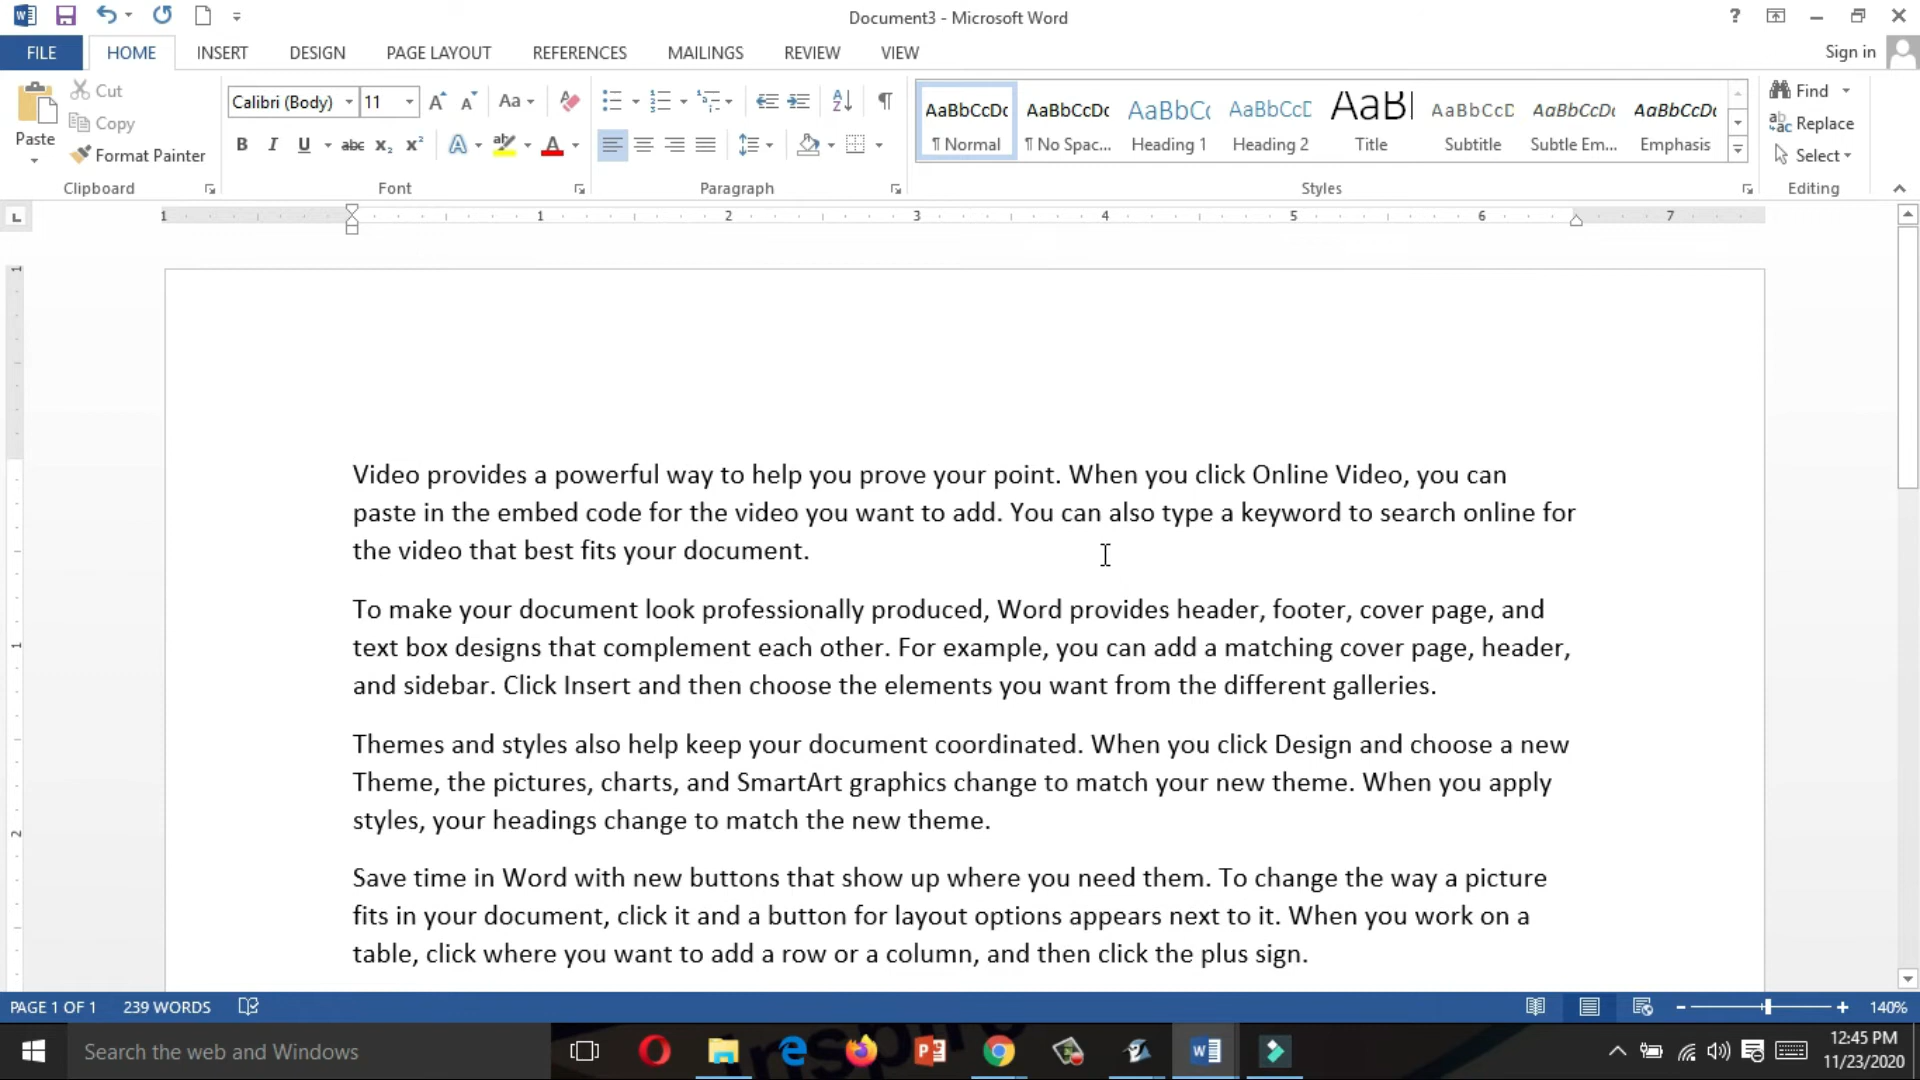 Document3 - Microsoft Word
?
FILE HOME INSERT DESIGN PAGE LAYOUT REFERENCES MAILINGS REVIEW VIEW Sign in
Paste
Cut
Copy
Format Painter
Clipboard
Calibri (Body) 11
Font
Paragraph
AaBbCcDc AaBbCcDc AaBbCc AaBbCcD AaB AaBbCcD AaBbCcDc AaBbCcDc
¶ Normal ¶ No Spac... Heading 1 Heading 2 Title Subtitle Subtle Em... Emphasis
Styles
Find
Replace
Select
Editing
1 1 2 3 4 5 6 7
Video provides a powerful way to help you prove your point. When you click Online Video, you can
paste in the embed code for the video you want to add. You can also type a keyword to search online for
the video that best fits your document.
To make your document look professionally produced, Word provides header, footer, cover page, and
text box designs that complement each other. For example, you can add a matching cover page, header,
and sidebar. Click Insert and then choose the elements you want from the different galleries.
Themes and styles also help keep your document coordinated. When you click Design and choose a new
Theme, the pictures, charts, and SmartArt graphics change to match your new theme. When you apply
styles, your headings change to match the new theme.
Save time in Word with new buttons that show up where you need them. To change the way a picture
fits in your document, click it and a button for layout options appears next to it. When you work on a
table, click where you want to add a row or a column, and then click the plus sign.
PAGE 1 OF 1 239 WORDS 140%
Search the web and Windows
12:45 PM
11/23/2020